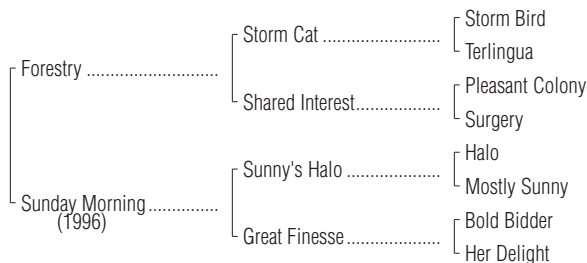 Storm Bird
Storm Cat ..............................
Terlingua
Forestry .................................
Pleasant Colony
Shared Interest.....................
Surgery
Halo
Sunny's Halo ........................
Mostly Sunny
Sunday Morning ..................
(1996)
Bold Bidder
Great Finesse .......................
Her Delight